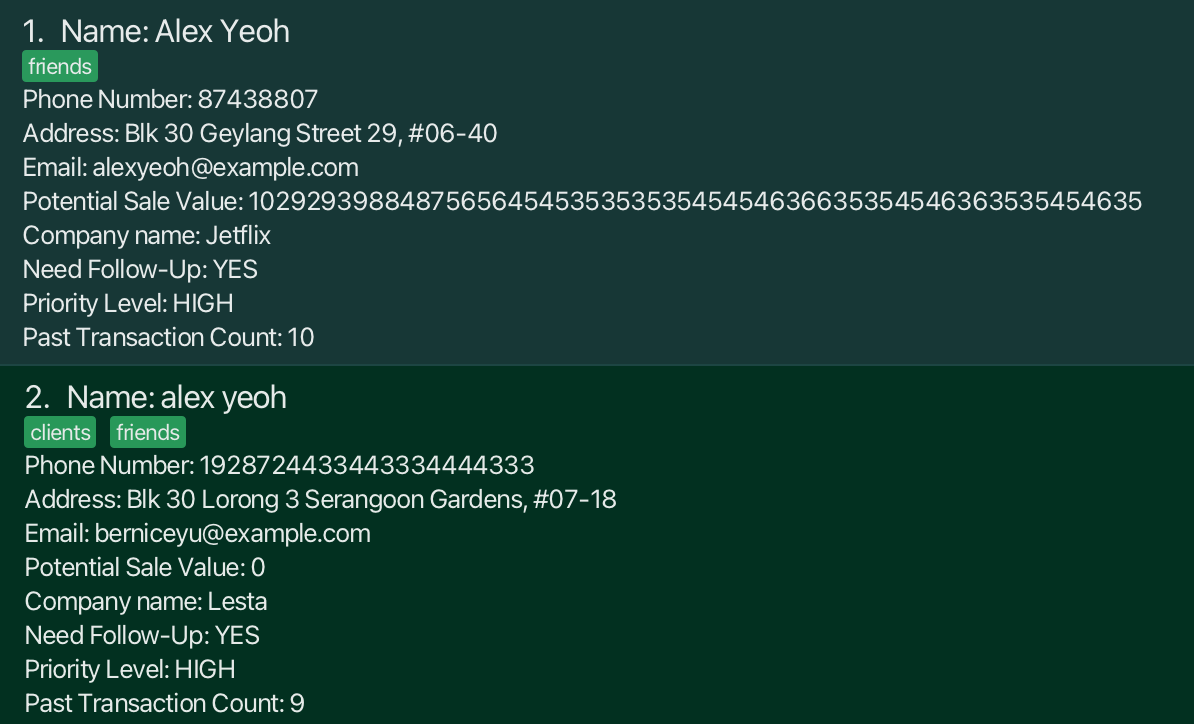 1. Name: Alex Yeoh
friends
Phone Number: 87438807
Address: Blk 30 Geylang Street 29, #06-40
Email: alexyeoh@example.com
Potential Sale Value: 1029293988487565645453535353545454636635354546363535454635
Company name: Jetflix
Need Follow-Up: YES
Priority Level: HIGH
Past Transaction Count: 10
2. Name: alex yeoh
clients friends
Phone Number: 1928724433443334444333
Address: Blk 30 Lorong 3 Serangoon Gardens, #07-18
Email: berniceyu@example.com
Potential Sale Value: 0
Company name: Lesta
Need Follow-Up: YES
Priority Level: HIGH
Past Transaction Count: 9